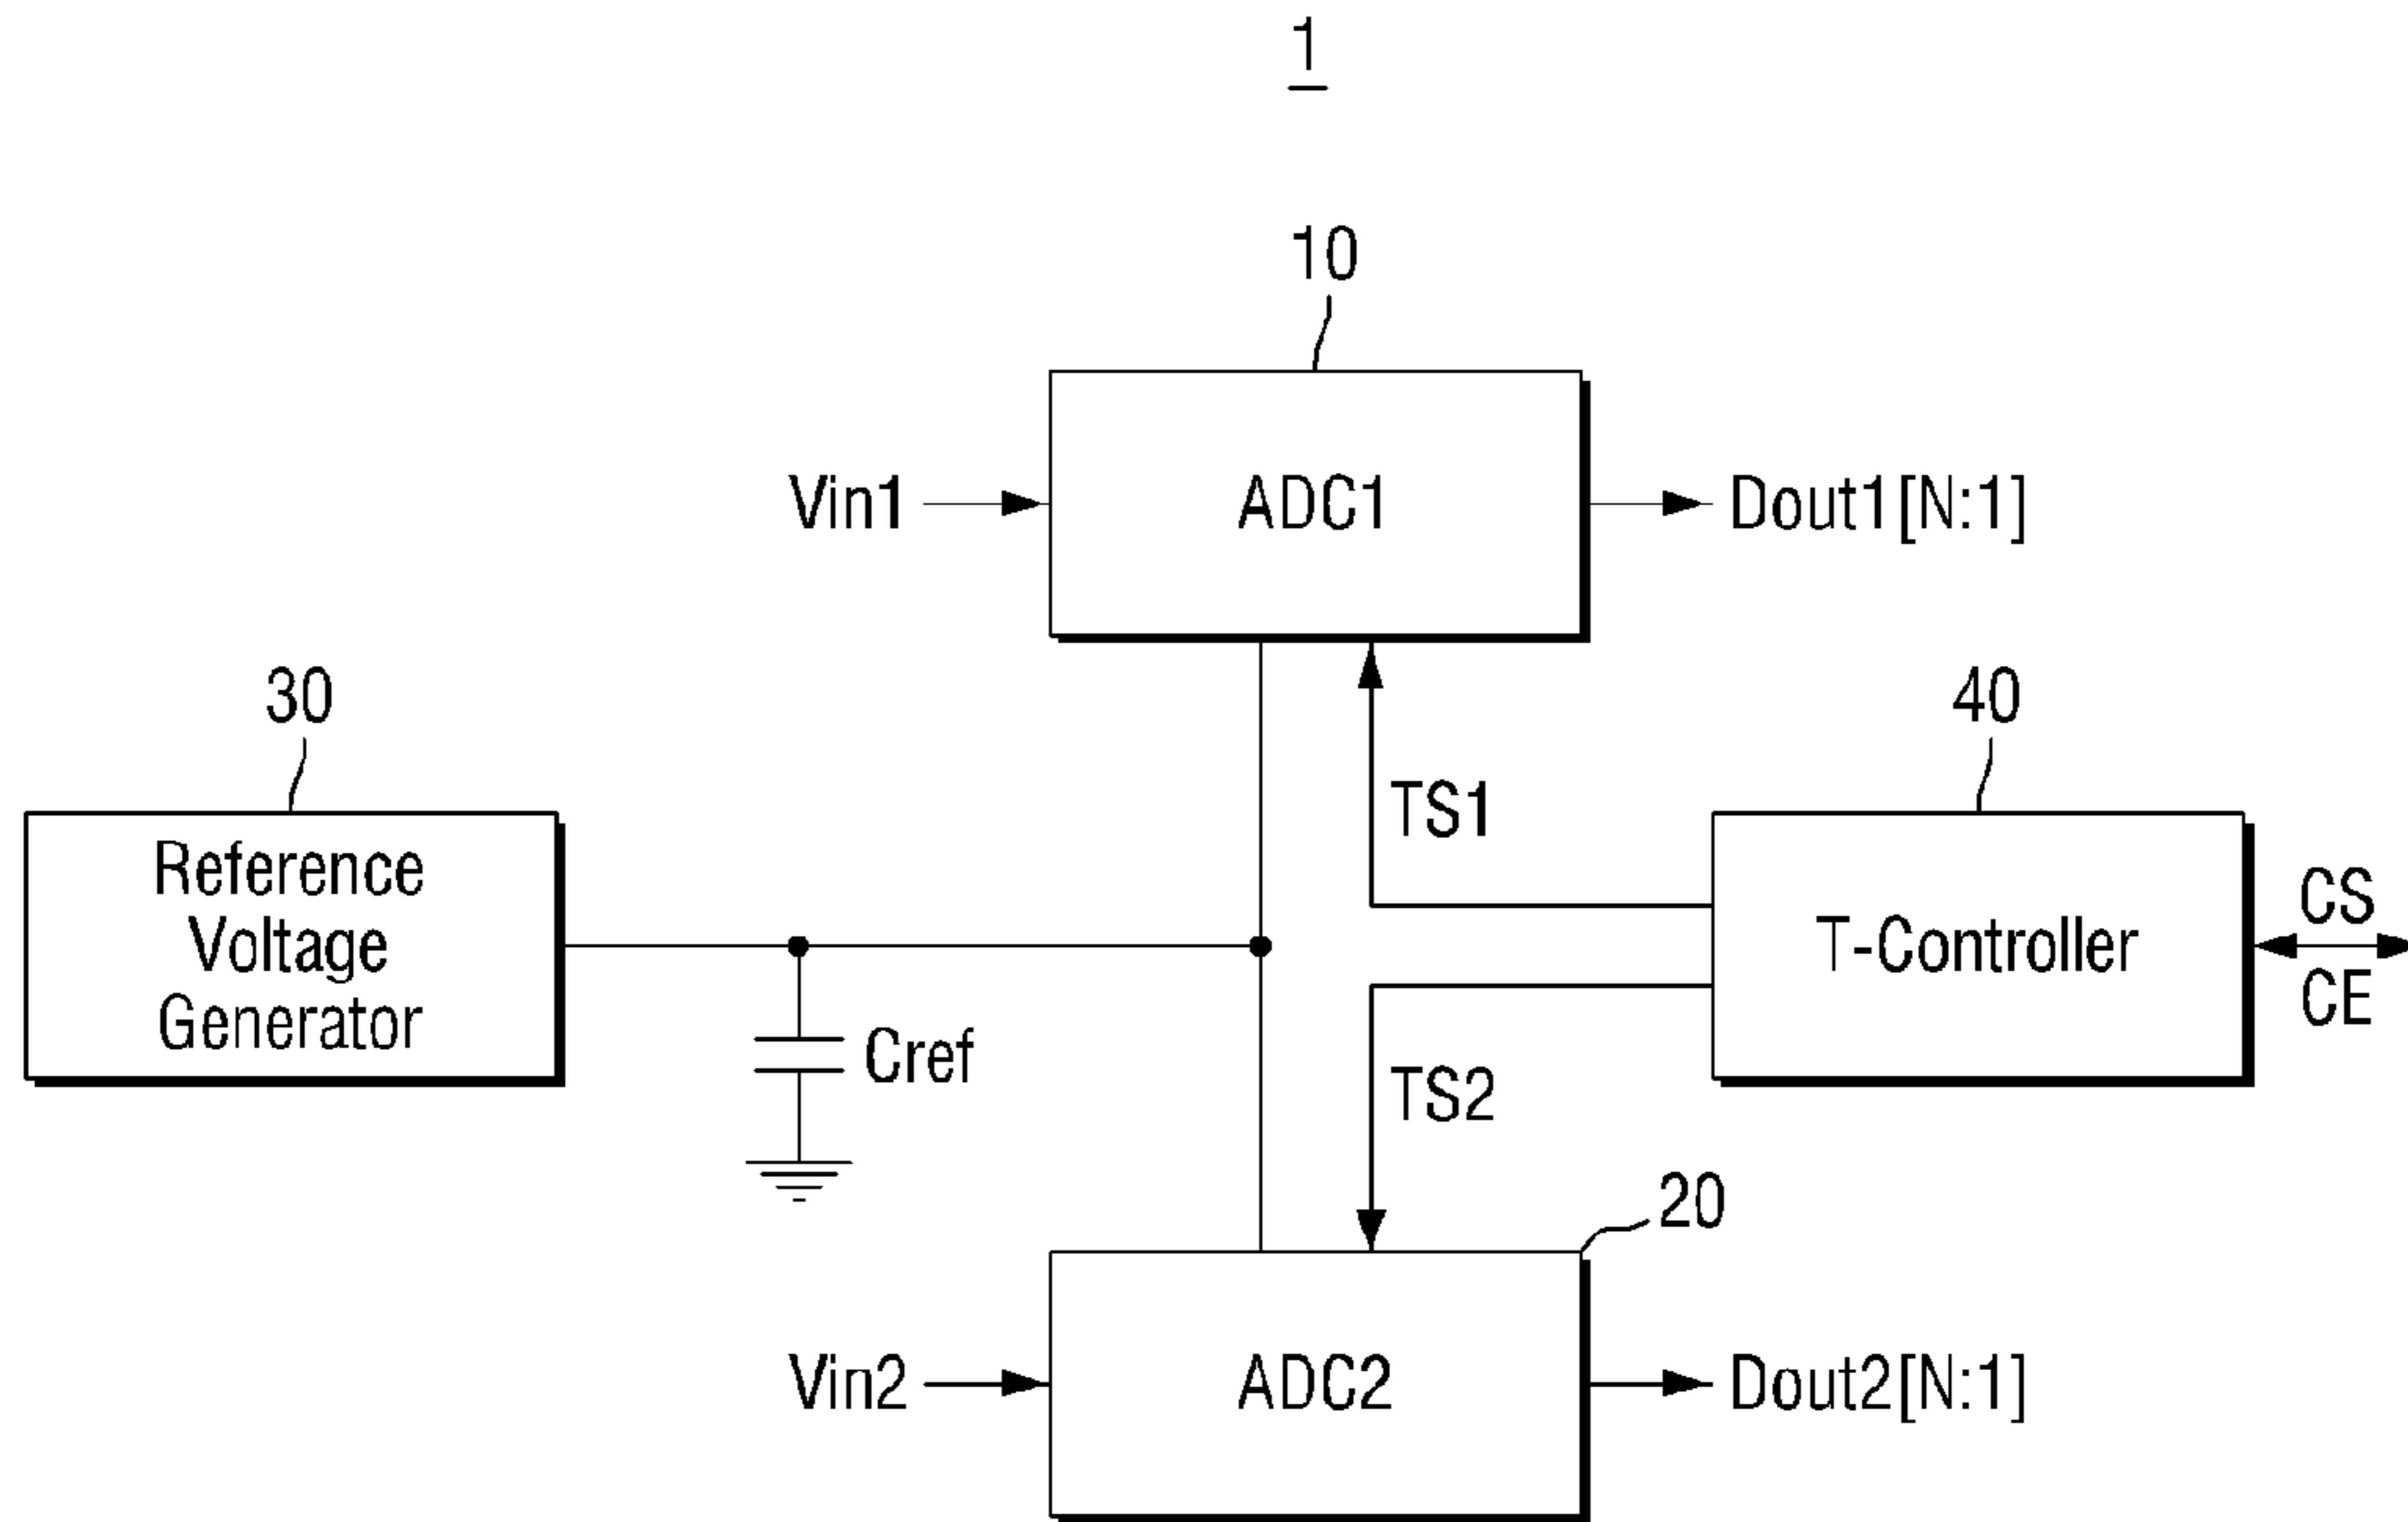 1
10
Vin1
ADC1
Dout1[N:1]
30
40
TS1
Reference
Voltage
Generator
T-Controller
CS
CE
Cref
TS2
20
Vin2
ADC2
Dout2[N:1]